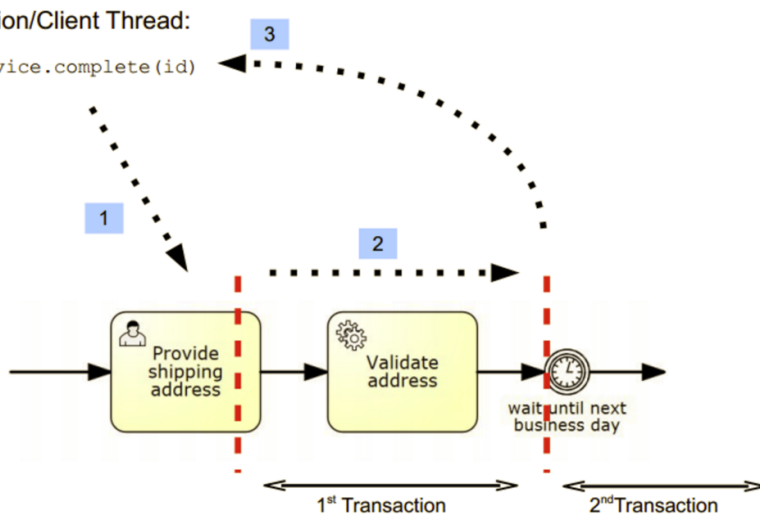 ion/Client Thread:
3
vice.complete(id)
1
2
Provide
shipping
address
Validate
address
wait until next
business day
1st Transaction
2ndTransaction